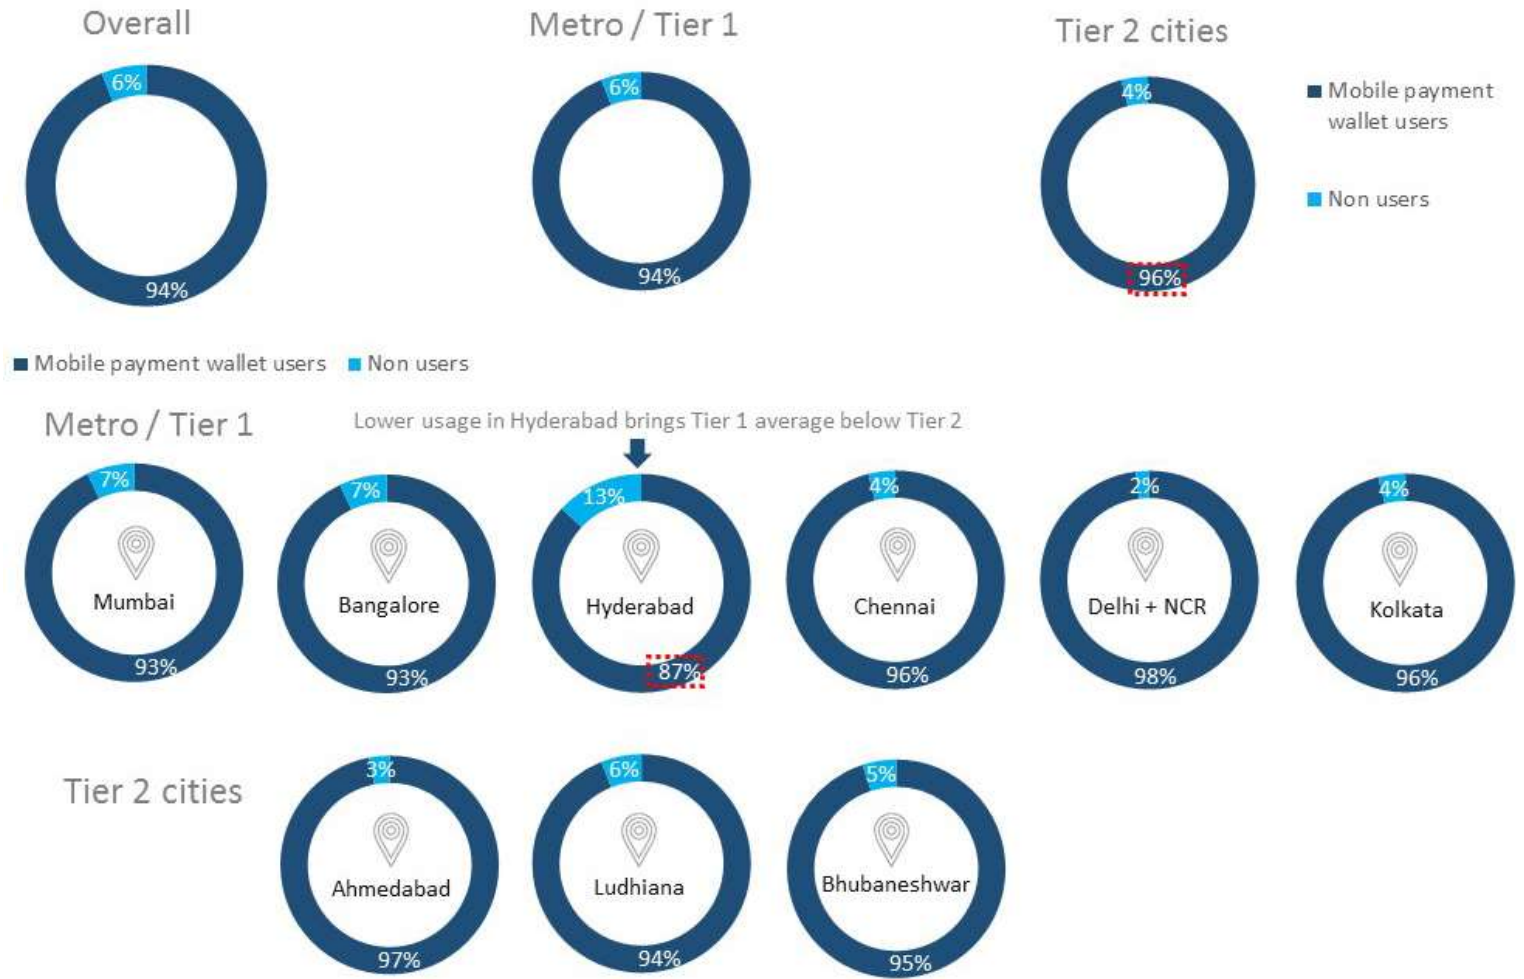 Overall
Metro / Tier 1
Tier 2 cities
6%
94%
6%
94%
4%
96%
Mobile payment
wallet users
Non users
Mobile payment wallet users Non users
Metro / Tier 1
Lower usage in Hyderabad brings Tier 1 average below Tier 2
7%
Mumbai
93%
7%
Bangalore
93%
13%
Hyderabad
87%
4%
Chennai
96%
2%
Delhi + NCR
98%
4%
Kolkata
96%
Tier 2 cities
3%
Ahmedabad
97%
6%
Ludhiana
94%
5%
Bhubaneshwar
95%